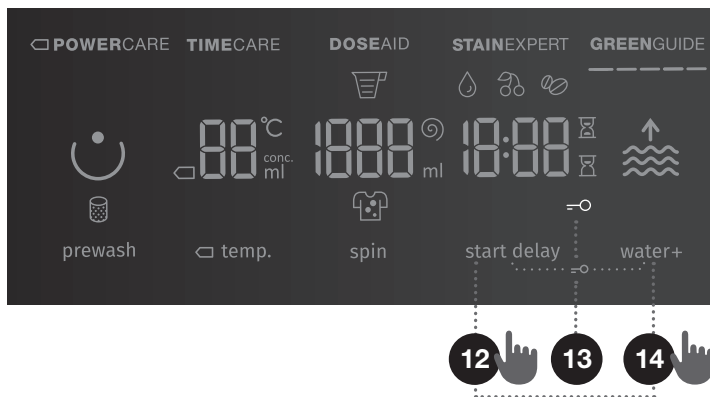 POWERCARE TIMECARE DOSEAID STAINEXPERT GREENGUIDE
88 °C conc. ml 1888 ml 18:88
prewash temp. spin start delay water+
12 13 14